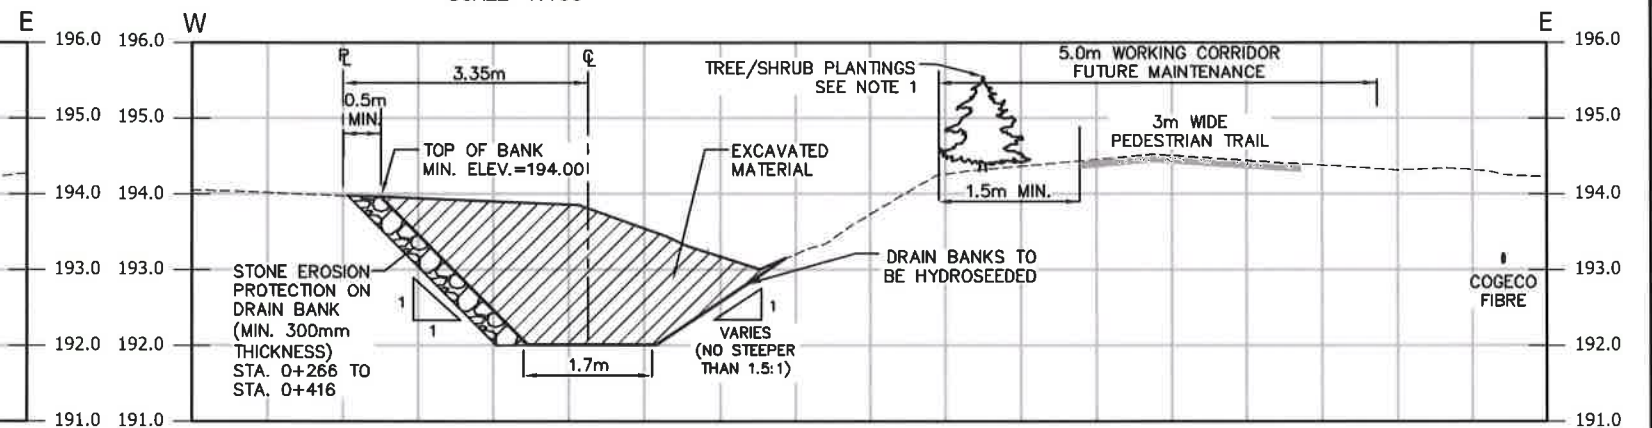 E
W
E
196.0 196.0
196.0
PL
CL
3.35m
TREE/SHRUB PLANTINGS
SEE NOTE 1
5.0m WORKING CORRIDOR
FUTURE MAINTENANCE
0.5m
MIN.
195.0 195.0
195.0
3m WIDE
PEDESTRIAN TRAIL
TOP OF BANK
MIN. ELEV.=194.00
EXCAVATED
MATERIAL
194.0 194.0
194.0
1.5m MIN.
193.0 193.0
193.0
STONE EROSION
PROTECTION ON
DRAIN BANK
(MIN. 300mm
THICKNESS)
STA. 0+266 TO
STA. 0+416
1
1
DRAIN BANKS TO
BE HYDROSEEDED
1
VARIES
(NO STEEPER
THAN 1.5:1)
COGECO
FIBRE
192.0 192.0
192.0
1.7m
191.0 191.0
191.0